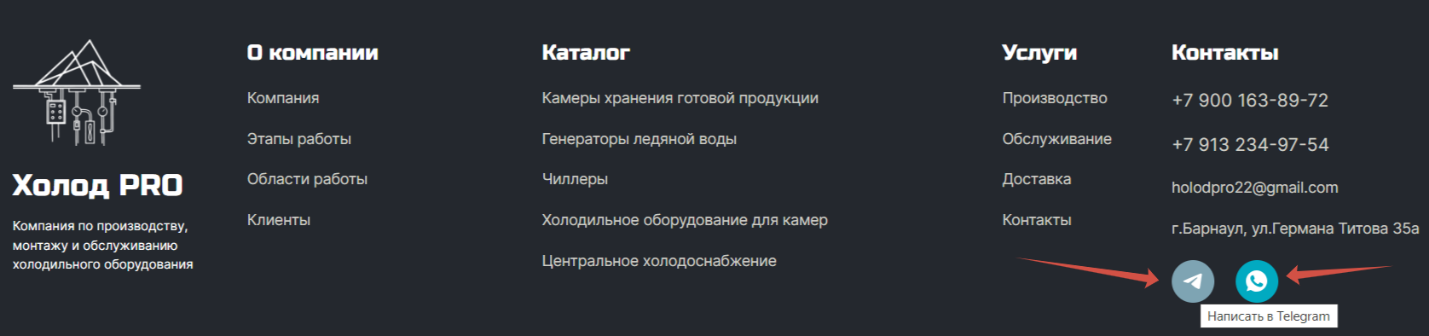 О компании
Каталог
Услуги
Контакты
Компания
Камеры хранения готовой продукции
Производство
+7 900 163-89-72
Этапы работы
Генераторы ледяной воды
Обслуживание
+7 913 234-97-54
Холод PRO
Области работы
Чиллеры
Доставка
holodpro22@gmail.com
Компания по производству,
монтажу и обслуживанию
холодильного оборудования
Клиенты
Холодильное оборудование для камер
Контакты
г.Барнаул, ул.Германа Титова 35а
Центральное холодоснабжение
Написать в Telegram